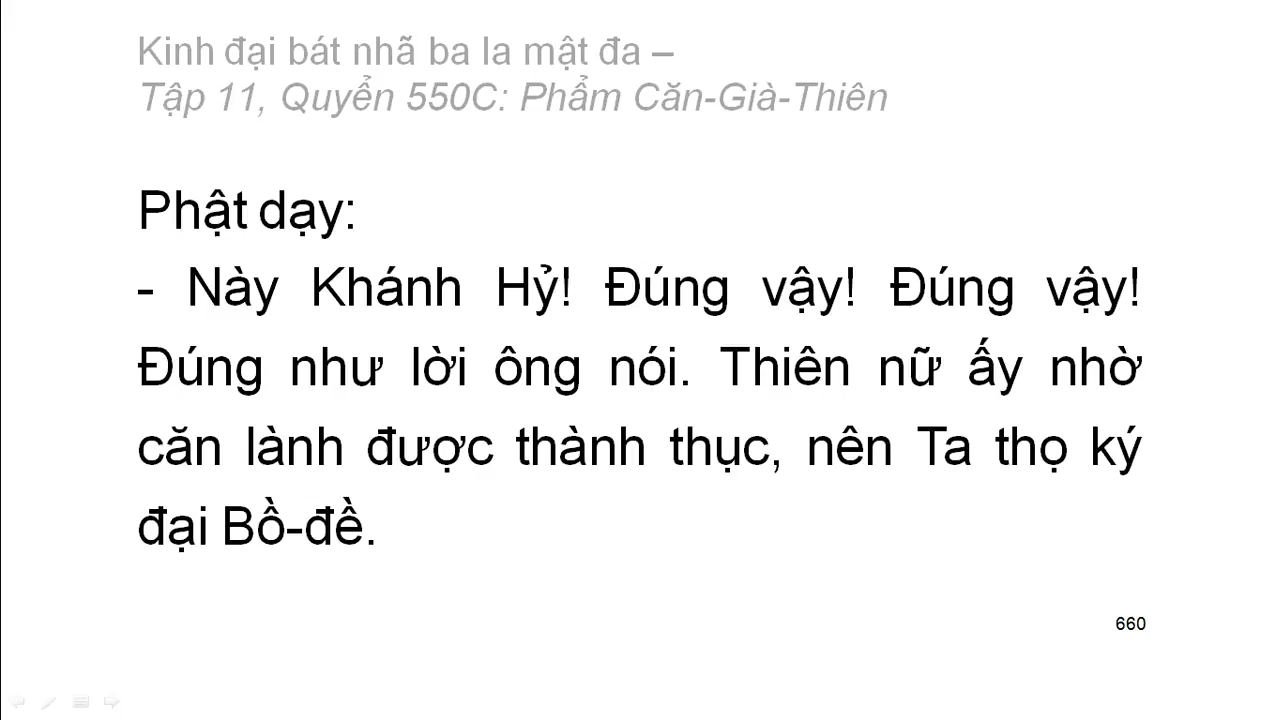 Kinh đại bát nhã ba la mật đa –
Tập 11, Quyển 550C: Phẩm Căn-Già-Thiên
Phật dạy:
- Này Khánh Hỷ! Đúng vậy! Đúng vậy!
Đúng như lời ông nói. Thiên nữ ấy nhờ
căn lành được thành thục, nên Ta thọ ký
đại Bồ-đề.
660